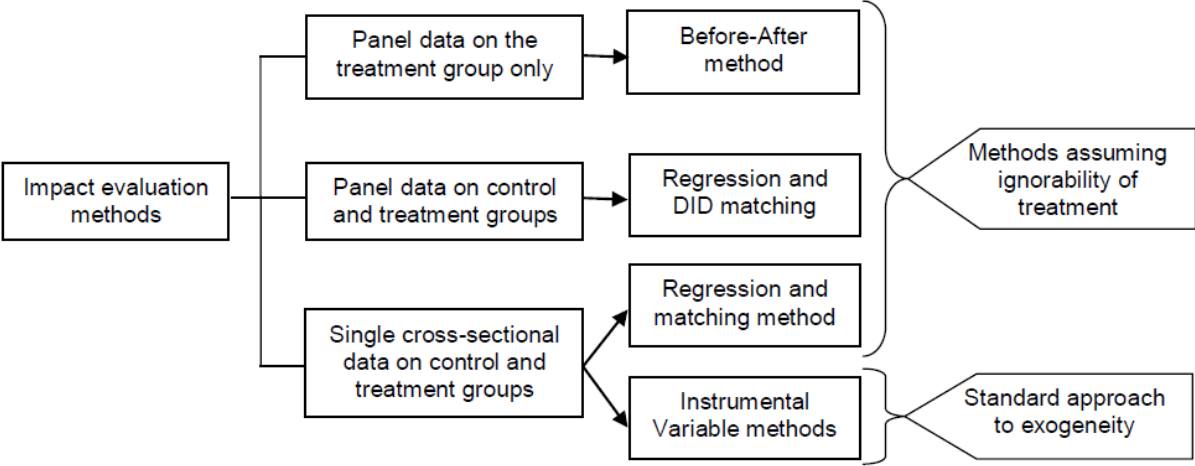 Impact evaluation
methods
Panel data on the
treatment group only
Before-After
method
Panel data on control
and treatment groups
Regression and
DID matching
Single cross-sectional
data on control and
treatment groups
Regression and
matching method
Instrumental
Variable methods
Methods assuming
ignorability of
treatment
Standard approach
to exogeneity